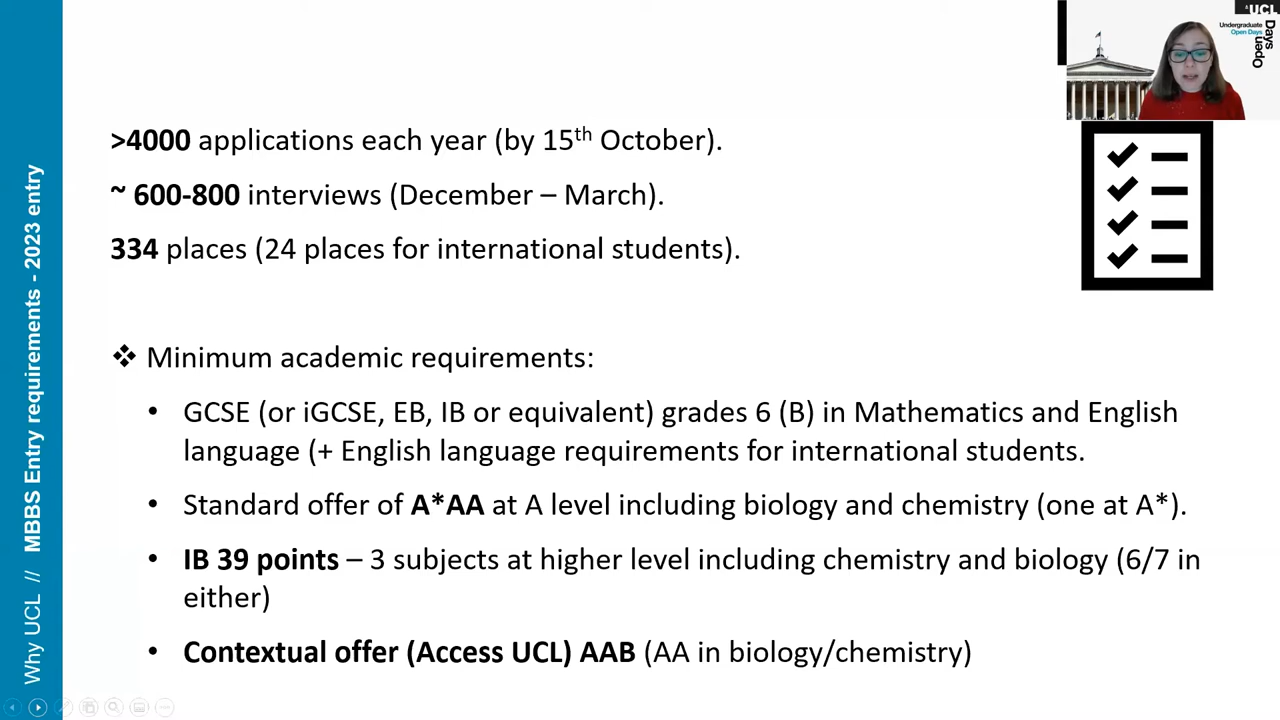 UCL
Undergraduate
Open Days
Open
Days
>4000 applications each year (by 15th October).
~ 600-800 interviews (December – March).
334 places (24 places for international students).
❖ Minimum academic requirements:
• GCSE (or iGCSE, EB, IB or equivalent) grades 6 (B) in Mathematics and English
language (+ English language requirements for international students.
• Standard offer of A*AA at A level including biology and chemistry (one at A*).
• IB 39 points – 3 subjects at higher level including chemistry and biology (6/7 in
either)
• Contextual offer (Access UCL) AAB (AA in biology/chemistry)
Why UCL // MBBS Entry requirements - 2023 entry